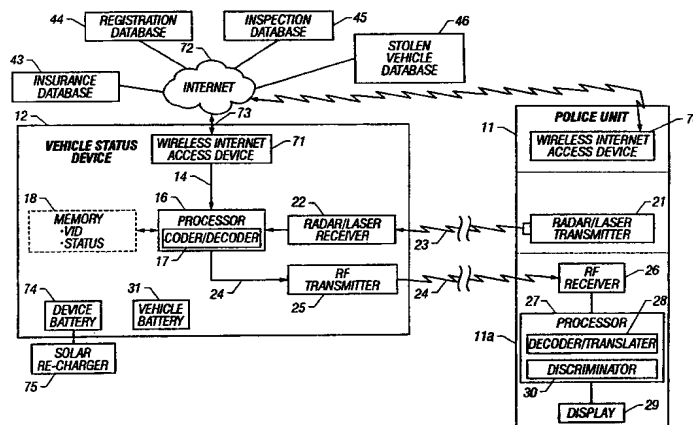 44
REGISTRATION
DATABASE
INSPECTION
DATABASE
45
46
72
STOLEN
VEHICLE
DATABASE
43
INSURANCE
DATABASE
INTERNET
73
12
VEHICLE STATUS
DEVICE
WIRELESS INTERNET
ACCESS DEVICE
71
14
11
POLICE UNIT
WIRELESS INTERNET
ACCESS DEVICE
18
MEMORY
•VID
•STATUS
16
PROCESSOR
CODER/DECODER
17
22
RADAR/LASER
RECEIVER
23
RADAR/LASER
TRANSMITTER
21
24
RF
TRANSMITTER
25
24
RF
RECEIVER
26
74
DEVICE
BATTERY
31
VEHICLE
BATTERY
27
28
PROCESSOR
DECODER/TRANSLATER
DISCRIMINATOR
30
11a
SOLAR
RE-CHARGER
75
DISPLAY
29